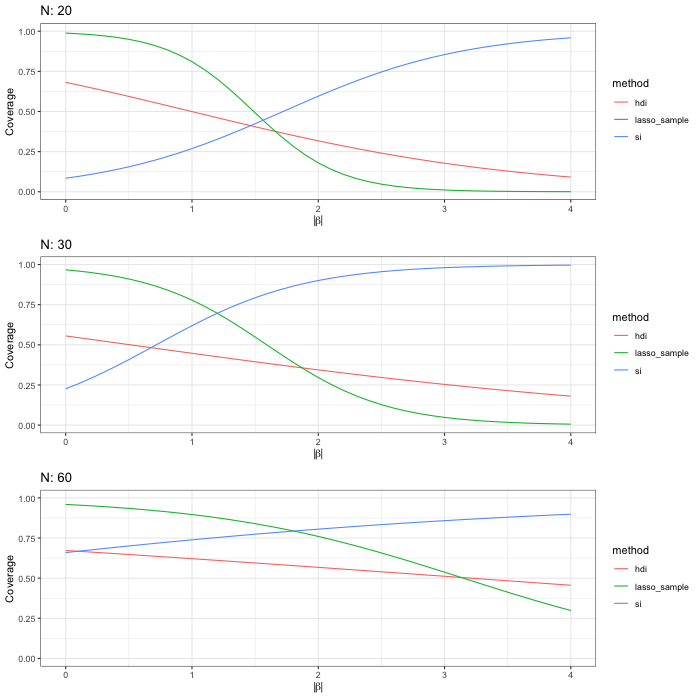 N: 20
Coverage
1.00
0.75
0.50
0.25
0.00
0 1 2 3 4
|β|
method
hdi
lasso_sample
si
N: 30
Coverage
1.00
0.75
0.50
0.25
0.00
0 1 2 3 4
|β|
method
hdi
lasso_sample
si
N: 60
Coverage
1.00
0.75
0.50
0.25
0.00
0 1 2 3 4
|β|
method
hdi
lasso_sample
si